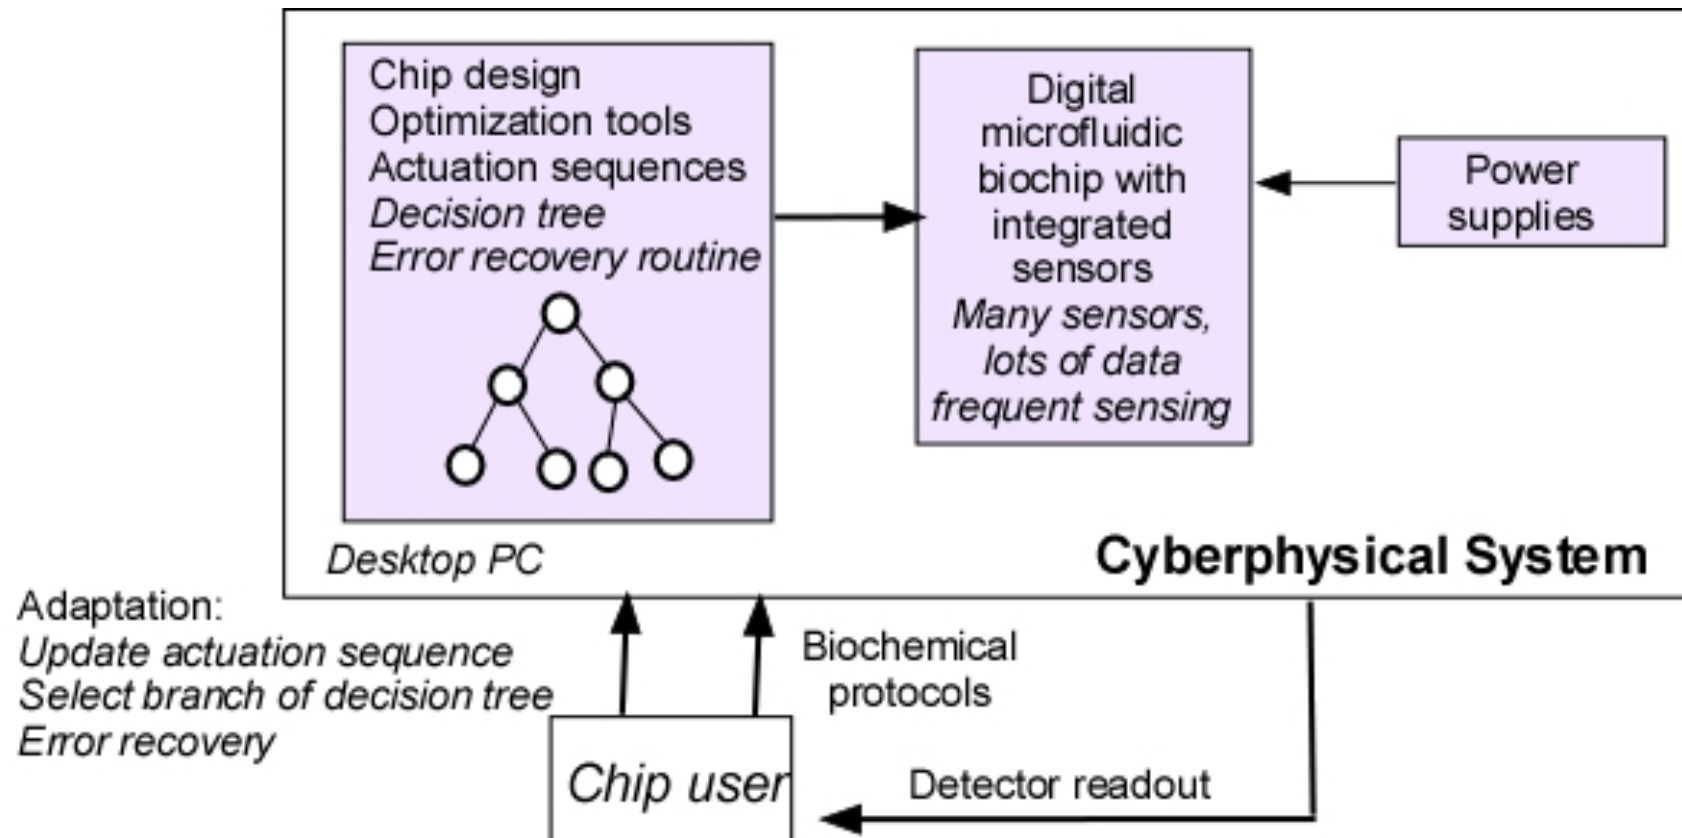 Chip design
Optimization tools
Actuation sequences
Decision tree
Error recovery routine
Digital
microfluidic
biochip with
integrated
sensors
Many sensors,
lots of data
frequent sensing
Power
supplies
Desktop PC
Cyberphysical System
Adaptation:
Update actuation sequence
Select branch of decision tree
Error recovery
Biochemical
protocols
Chip user
Detector readout